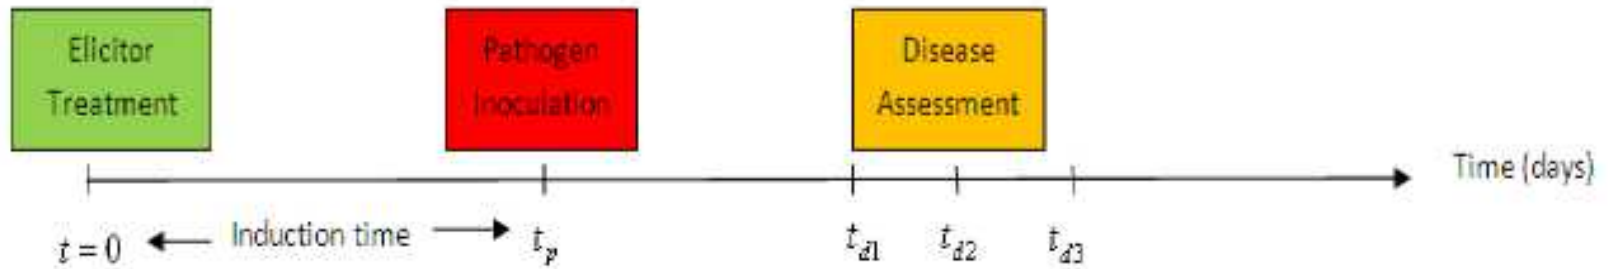 Elicitor
Treatment
Pathogen
Inoculation
Disease
Assessment
Time (days)
t = 0
Induction time
t_p
t_d1
t_d2
t_d3